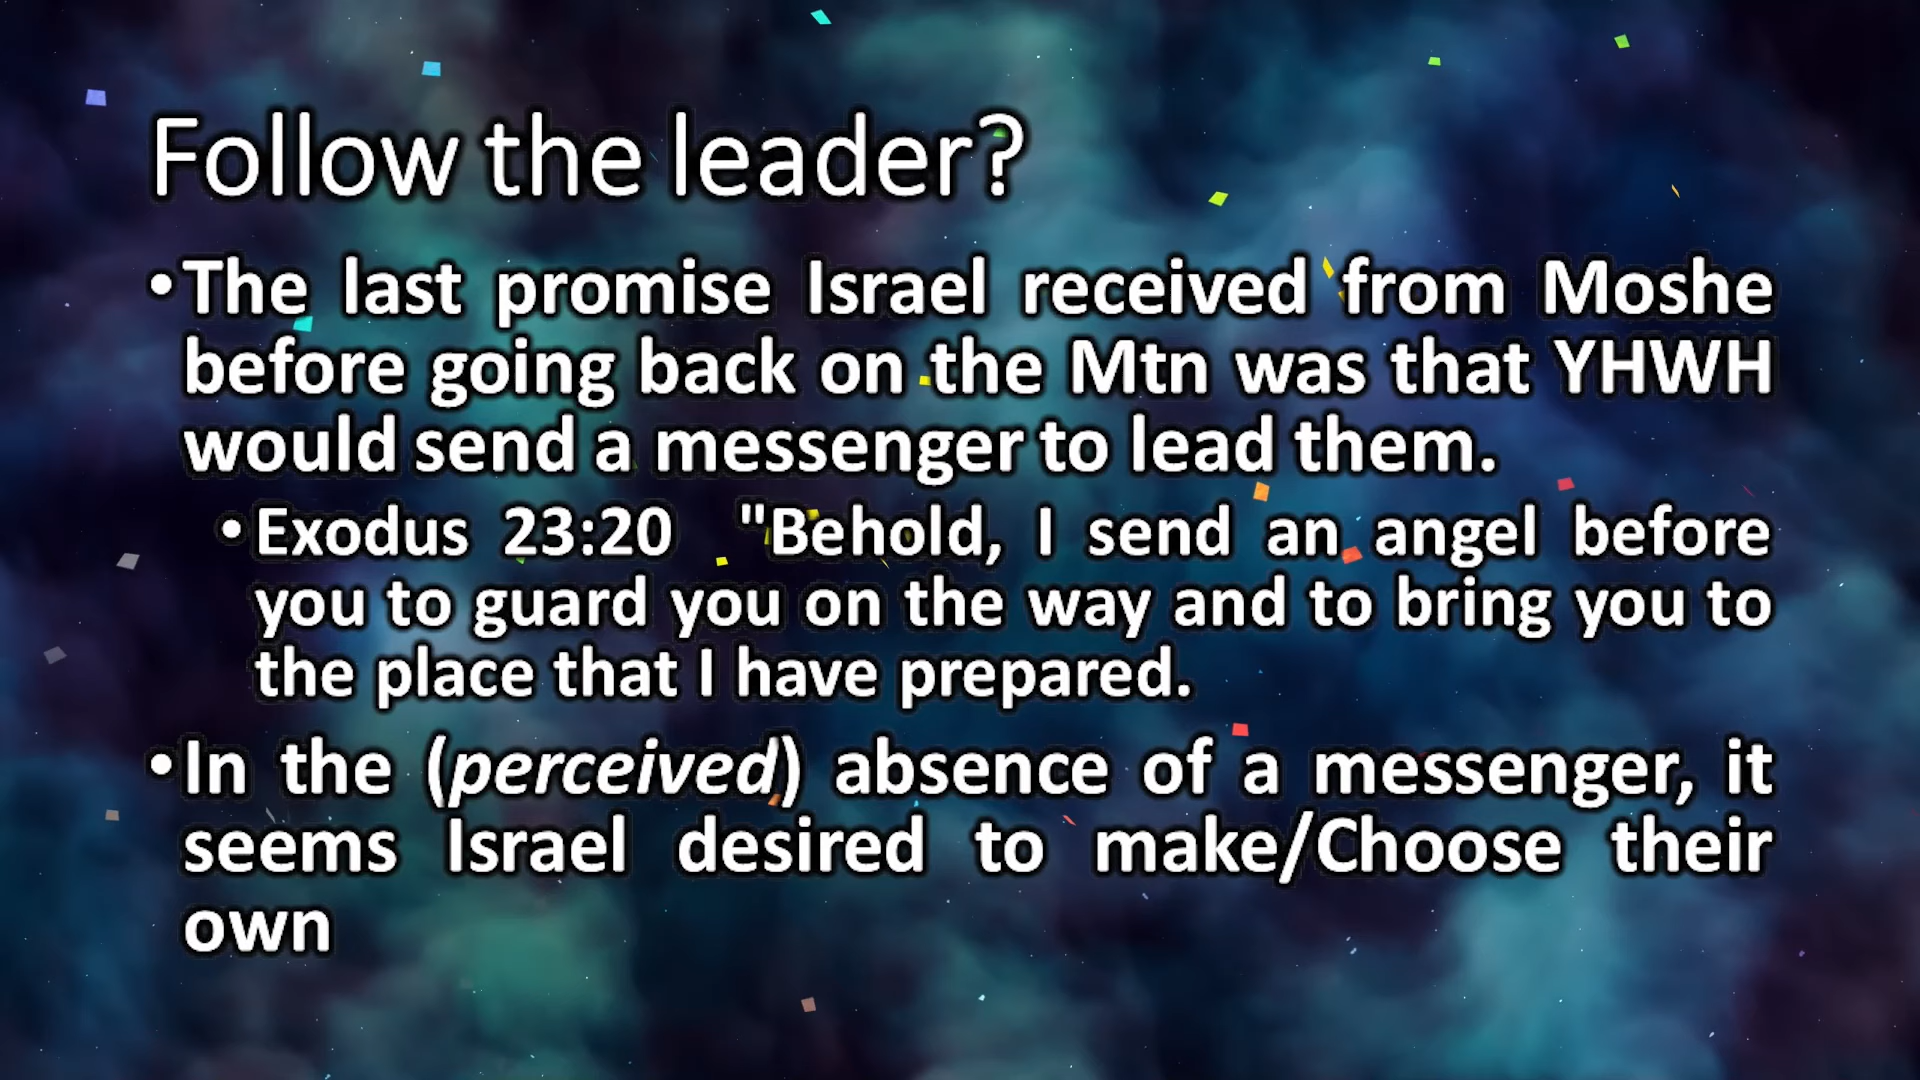 Follow the leader?
•The last promise Israel received from Moshe
before going back on the Mtn was that YHWH
would send a messenger to lead them.
•Exodus 23:20 "Behold, I send an angel before
you to guard you on the way and to bring you to
the place that I have prepared.
•In the (perceived) absence of a messenger, it
seems Israel desired to make/Choose their
own